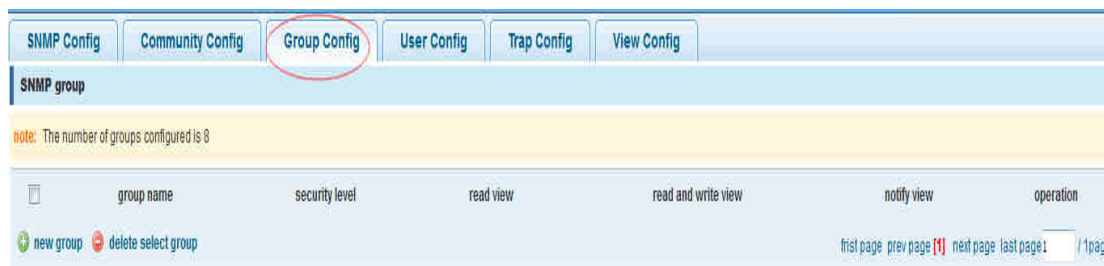 SNMP Config Community Config Group Config User Config Trap Config View Config
SNMP group
note: The number of groups configured is 8
group name security level read view read and write view notify view operation
new group delete select group frist page prev page [1] next page last page 1 / 1pag